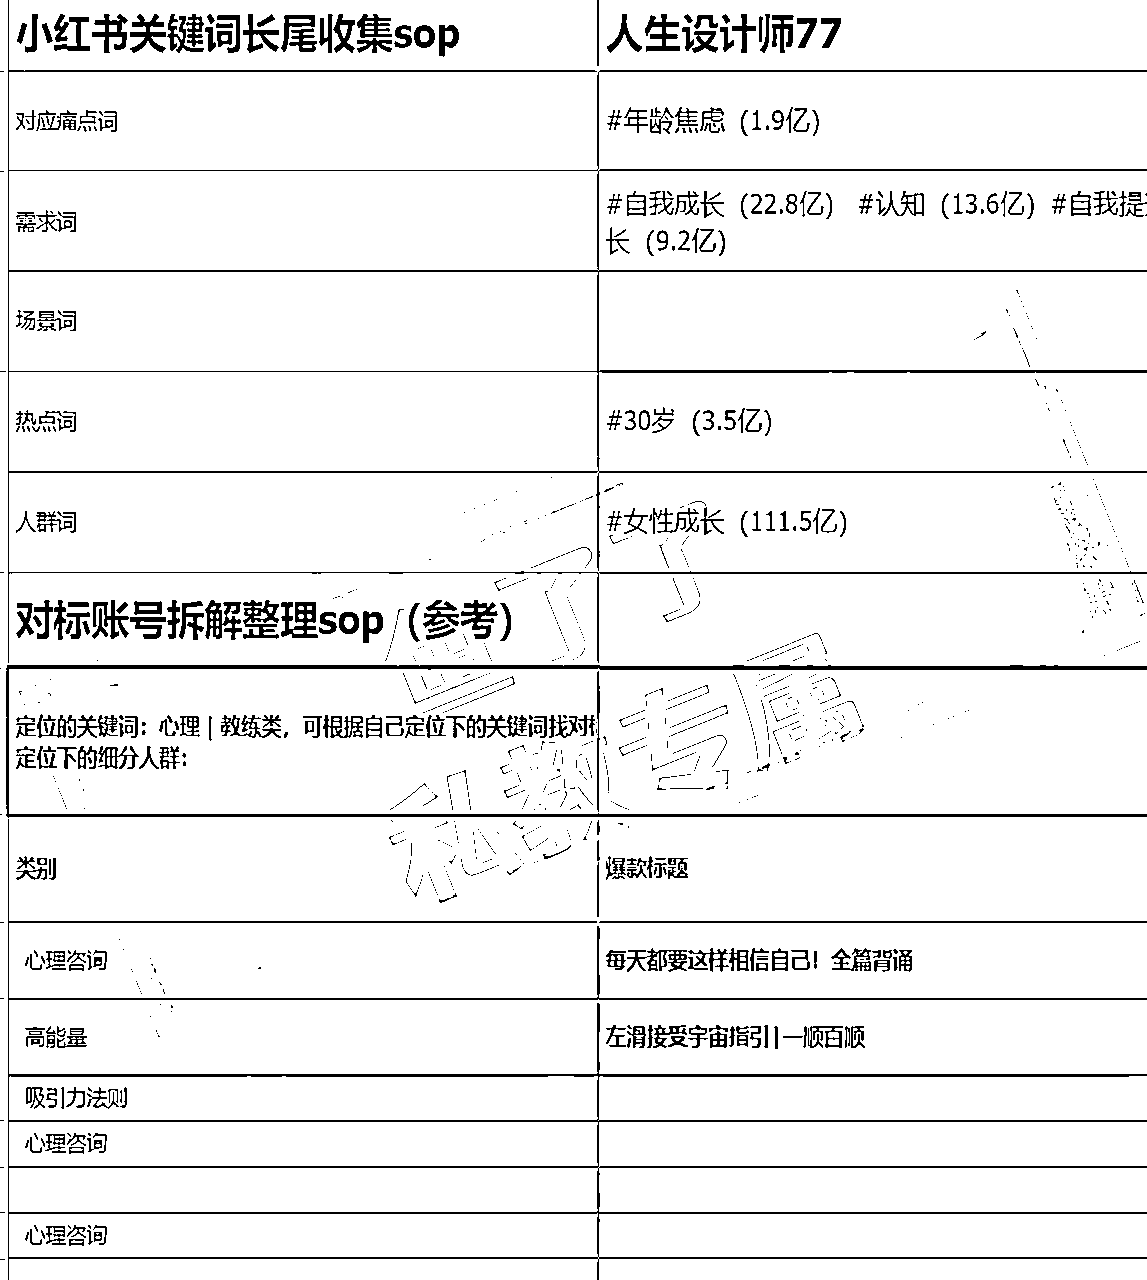 小红书关键词长尾收集sop 人生设计师77
对应痛点词 #年龄焦虑 (1.9亿)
需求词 #自我成长 (22.8亿) #认知 (13.6亿) #自我提
长 (9.2亿)
场景词
热点词 #30岁 (3.5亿)
人群词 #女性成长 (111.5亿)
对标账号拆解整理sop（参考）
定位的关键词：心理 | 教练类，可根据自己定位下的关键词找对
定位下的细分人群：
类别 爆款标题
心理咨询 每天都要这样相信自己！全篇背诵
高能量 左滑接受宇宙指引||一顺百顺
吸引力法则
心理咨询
心理咨询
私教专属